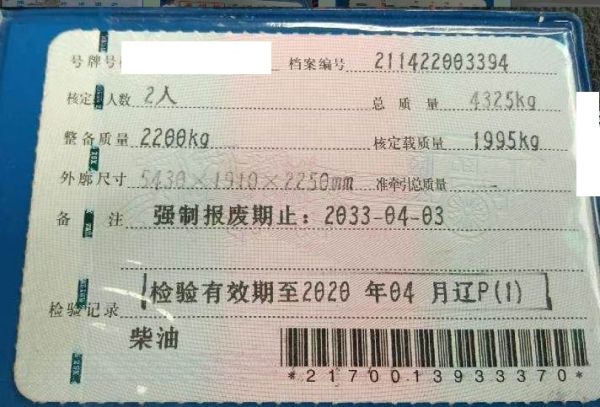 号牌号 档案编号 211422003394
核定 人数 2人 总质量 4325kg
整备质量 2200kg 核定载质量 1995kg
外廓尺寸 5430×1910×2250mm 准牵引总质量 -
备注 强制报废期止：2033-04-03
检验记录 检验有效期至2020 年04 月辽P(1)
柴油
*2170013933370*